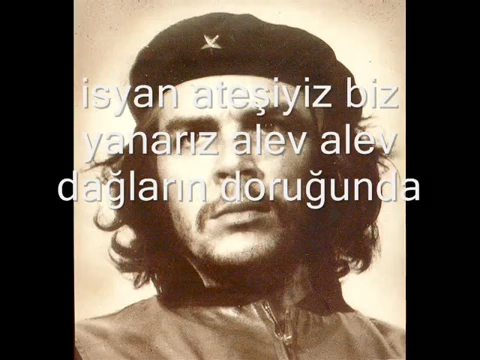 isyan ateşiyiz biz
yanarız alev alev
dağların doruğunda